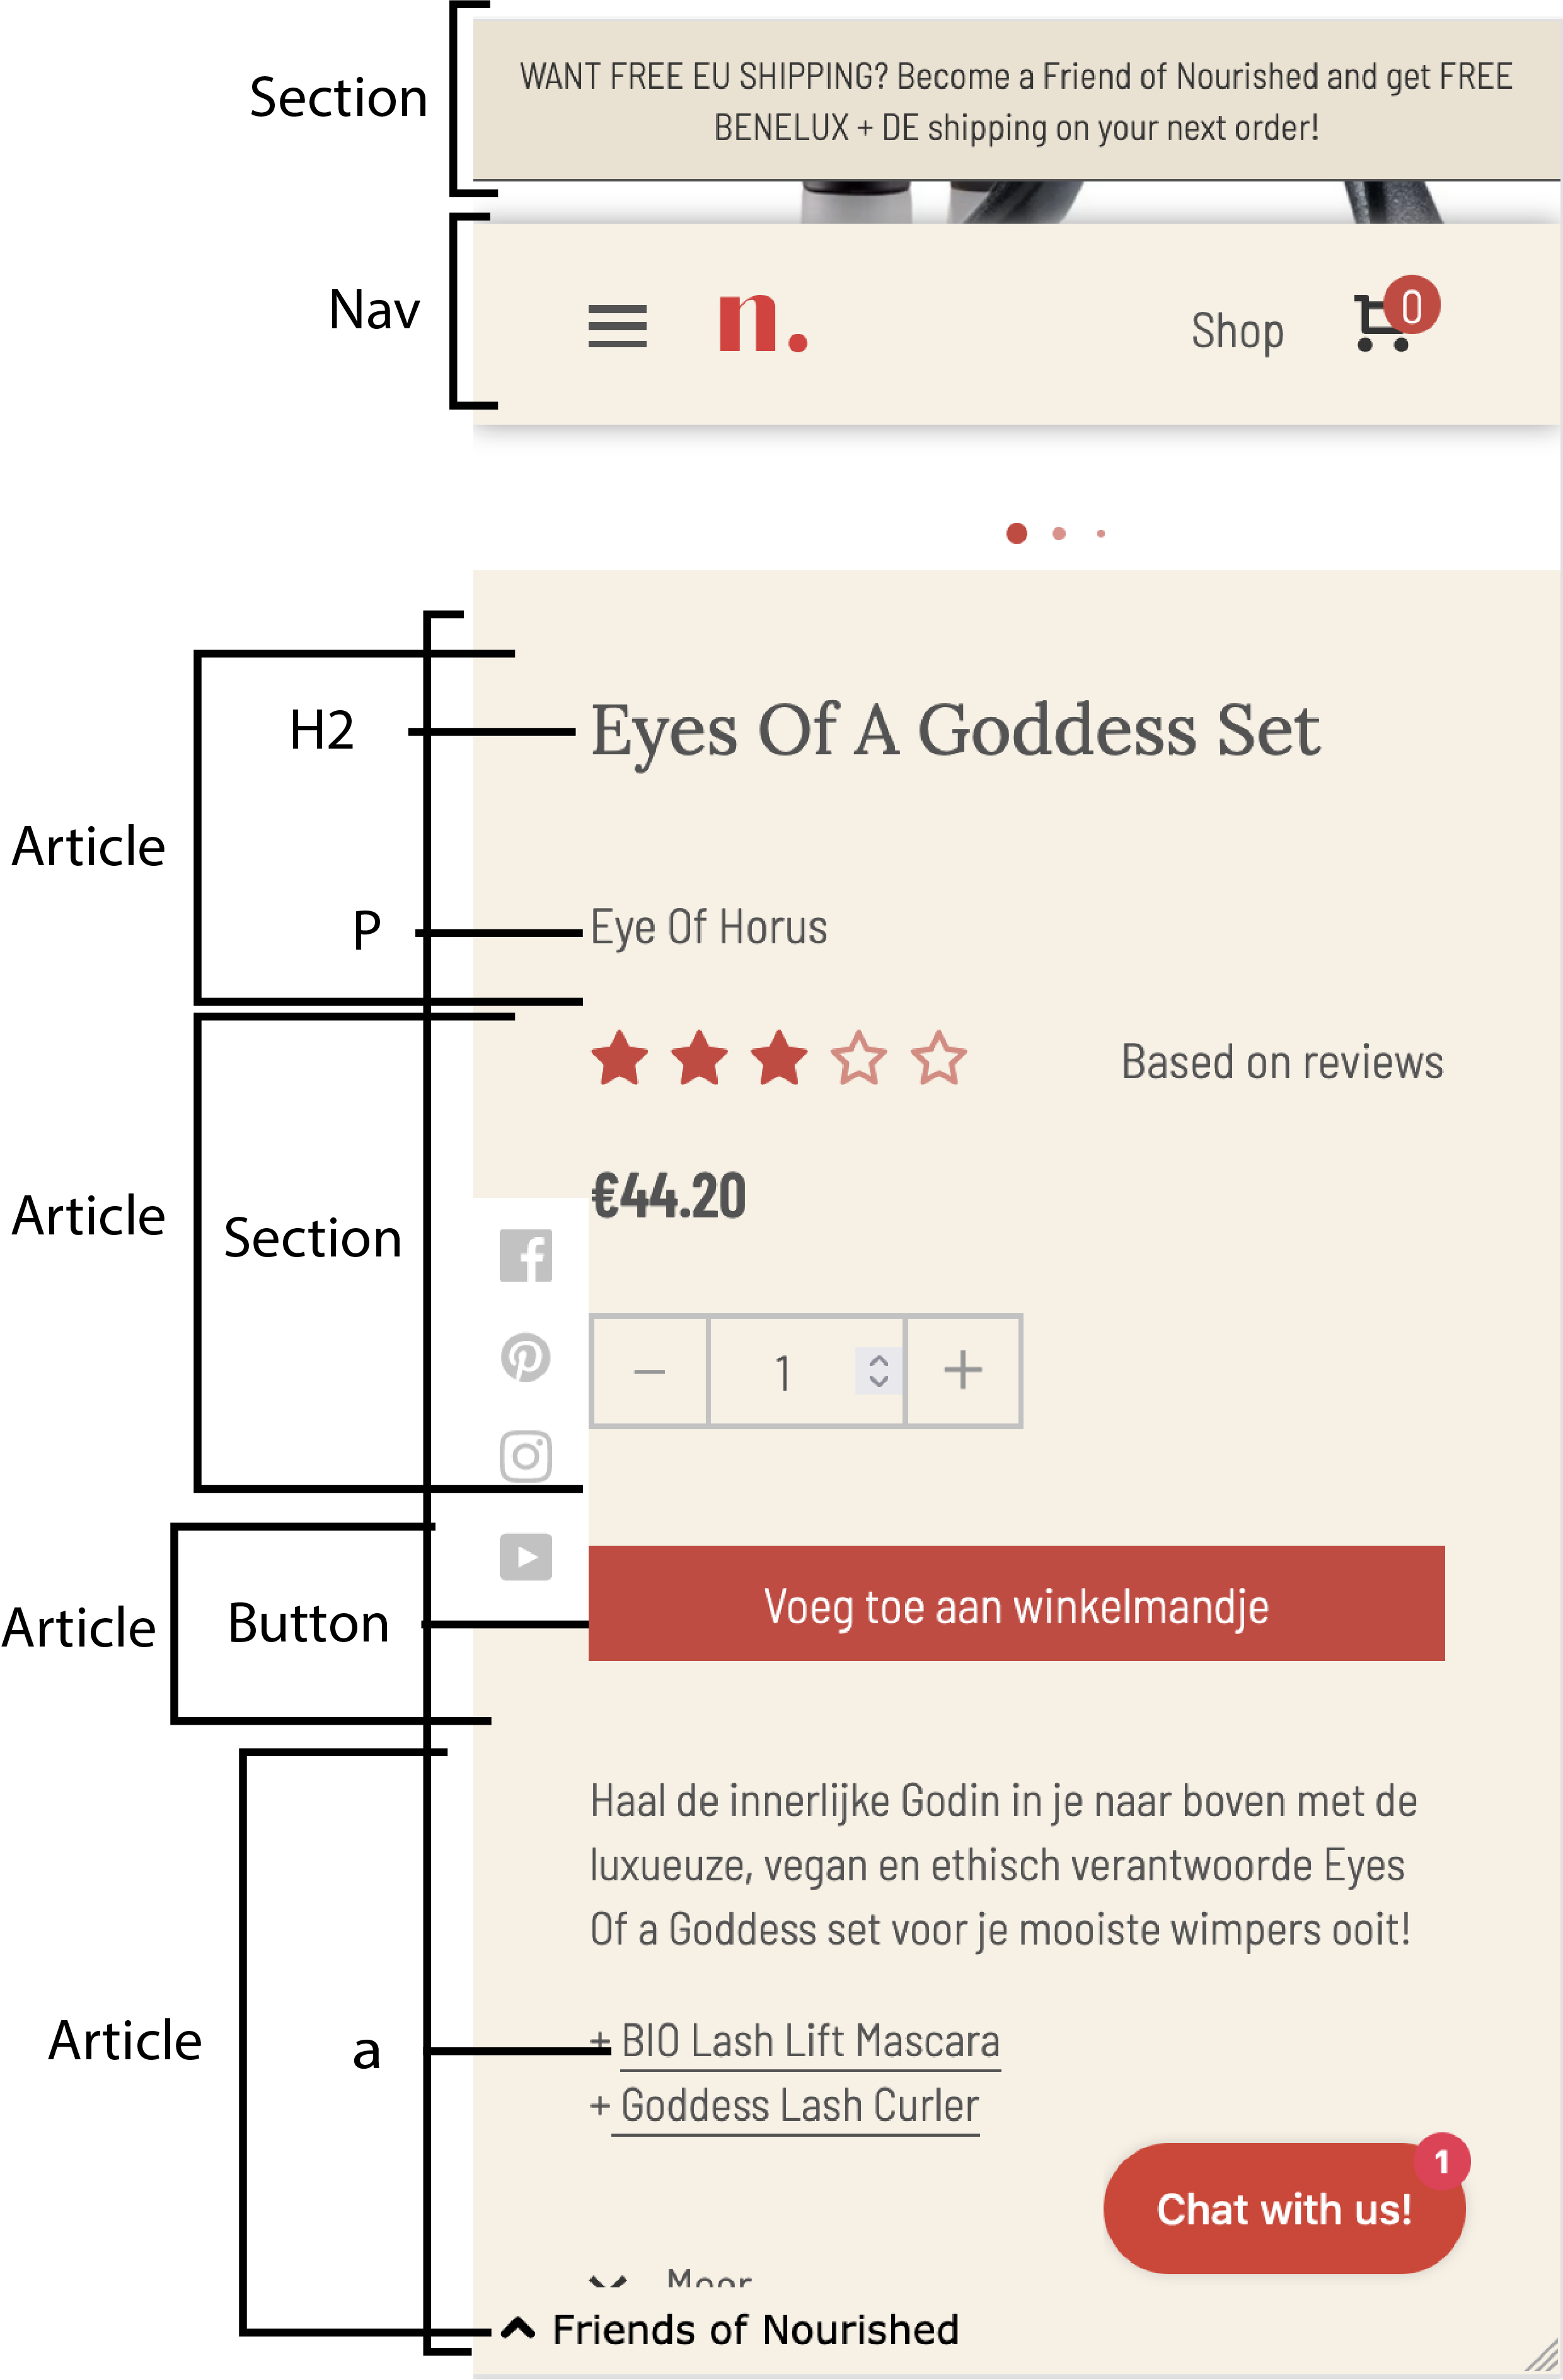 Section
WANT FREE EU SHIPPING? Become a Friend of Nourished and get FREE
BENELUX + DE shipping on your next order!
Nav
n.
Shop
0
H2
Eyes Of A Goddess Set
Article
P
Eye Of Horus
Based on reviews
Article
Section
€44.20
− 1 +
Article
Button
Voeg toe aan winkelmandje
Haal de innerlijke Godin in je naar boven met de
luxueuze, vegan en ethisch verantwoorde Eyes
Of a Goddess set voor je mooiste wimpers ooit!
Article
a
+ BIO Lash Lift Mascara
+ Goddess Lash Curler
1
Chat with us!
Meer
Friends of Nourished